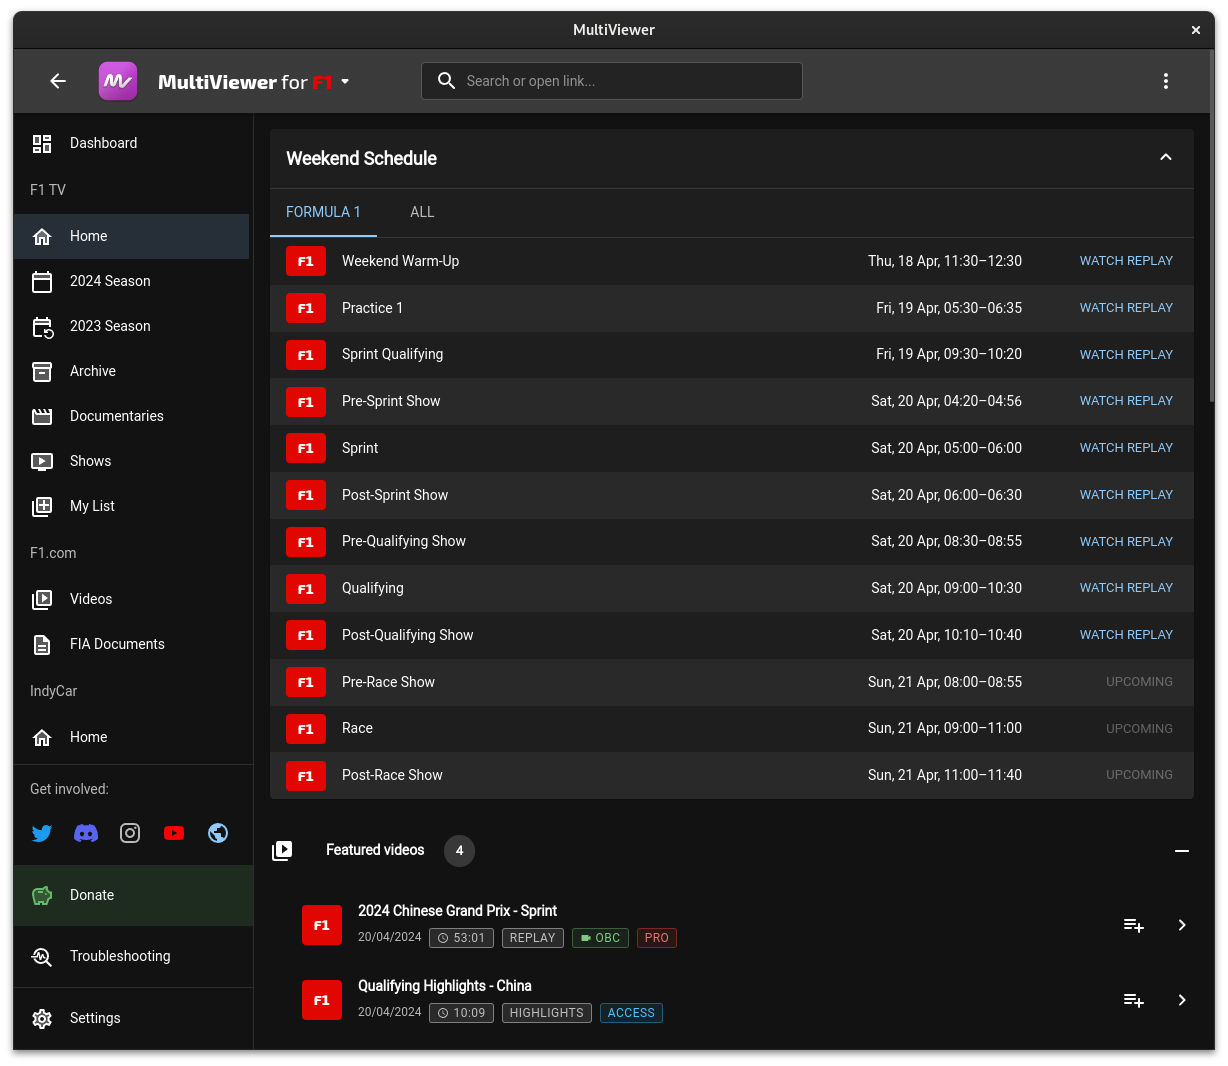 MultiViewer
MultiViewer for F1
Search or open link...
Dashboard
F1 TV
Home
2024 Season
2023 Season
Archive
Documentaries
Shows
My List
F1.com
Videos
FIA Documents
IndyCar
Home
Get involved:
Donate
Troubleshooting
Settings
Weekend Schedule
FORMULA 1 ALL
F1 Weekend Warm-Up Thu, 18 Apr, 11:30–12:30 WATCH REPLAY
F1 Practice 1 Fri, 19 Apr, 05:30–06:35 WATCH REPLAY
F1 Sprint Qualifying Fri, 19 Apr, 09:30–10:20 WATCH REPLAY
F1 Pre-Sprint Show Sat, 20 Apr, 04:20–04:56 WATCH REPLAY
F1 Sprint Sat, 20 Apr, 05:00–06:00 WATCH REPLAY
F1 Post-Sprint Show Sat, 20 Apr, 06:00–06:30 WATCH REPLAY
F1 Pre-Qualifying Show Sat, 20 Apr, 08:30–08:55 WATCH REPLAY
F1 Qualifying Sat, 20 Apr, 09:00–10:30 WATCH REPLAY
F1 Post-Qualifying Show Sat, 20 Apr, 10:10–10:40 WATCH REPLAY
F1 Pre-Race Show Sun, 21 Apr, 08:00–08:55 UPCOMING
F1 Race Sun, 21 Apr, 09:00–11:00 UPCOMING
F1 Post-Race Show Sun, 21 Apr, 11:00–11:40 UPCOMING
Featured videos 4
F1 2024 Chinese Grand Prix - Sprint
20/04/2024 53:01 REPLAY OBC PRO
F1 Qualifying Highlights - China
20/04/2024 10:09 HIGHLIGHTS ACCESS